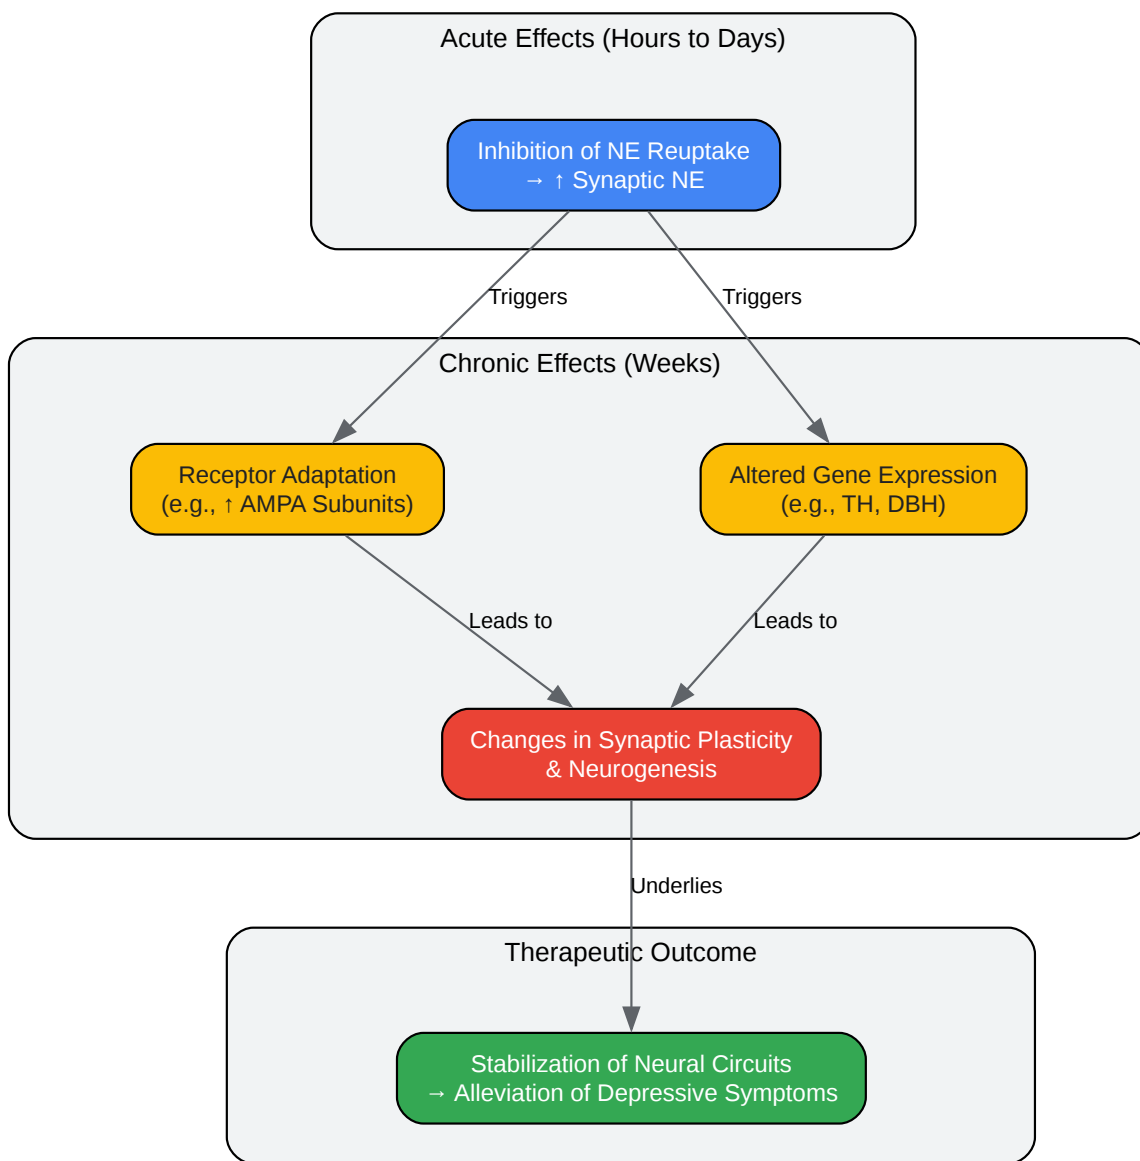 Acute Effects (Hours to Days)
Inhibition of NE Reuptake
→ ↑ Synaptic NE
Triggers
Triggers
Chronic Effects (Weeks)
Receptor Adaptation
(e.g., ↑ AMPA Subunits)
Altered Gene Expression
(e.g., TH, DBH)
Leads to
Leads to
Changes in Synaptic Plasticity
& Neurogenesis
Underlies
Therapeutic Outcome
Stabilization of Neural Circuits
→ Alleviation of Depressive Symptoms